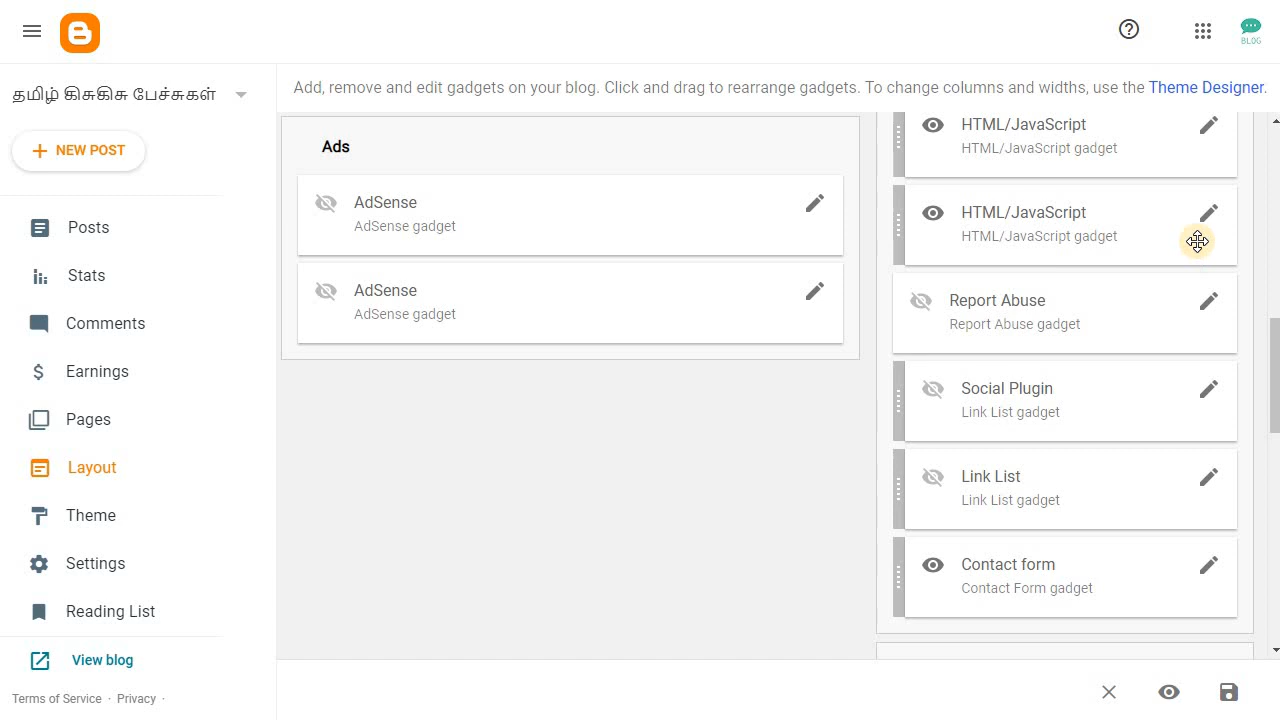 BLOG
தமிழ் கிசுகிசு பேச்சுகள்
Add, remove and edit gadgets on your blog. Click and drag to rearrange gadgets. To change columns and widths, use the Theme Designer.
NEW POST
Posts
Stats
Comments
Earnings
Pages
Layout
Theme
Settings
Reading List
View blog
Terms of Service · Privacy ·
Ads
AdSense
AdSense gadget
AdSense
AdSense gadget
HTML/JavaScript
HTML/JavaScript gadget
HTML/JavaScript
HTML/JavaScript gadget
Report Abuse
Report Abuse gadget
Social Plugin
Link List gadget
Link List
Link List gadget
Contact form
Contact Form gadget